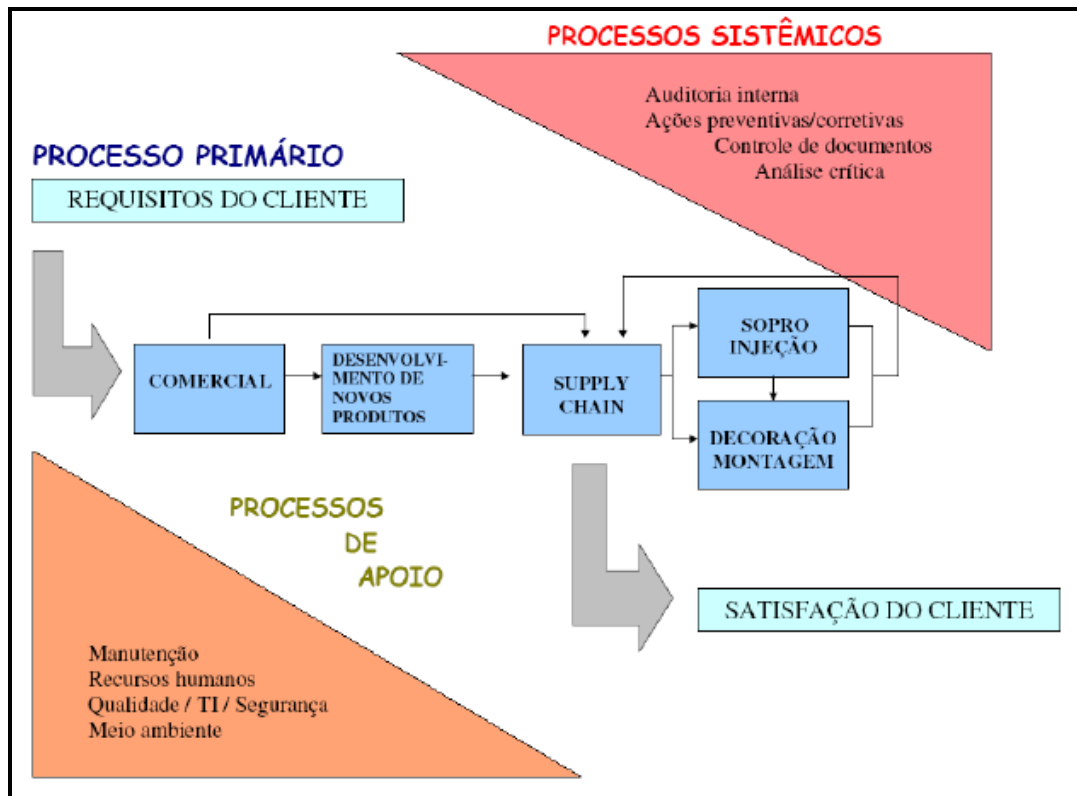 PROCESSOS SISTÊMICOS
Auditoria interna
Ações preventivas/corretivas
Controle de documentos
Análise crítica
PROCESSO PRIMÁRIO
REQUISITOS DO CLIENTE
COMERCIAL
DESENVOLVI-
MENTO DE
NOVOS
PRODUTOS
SUPPLY
CHAIN
SOPRO
INJEÇÃO
DECORAÇÃO
MONTAGEM
PROCESSOS
DE
APOIO
SATISFAÇÃO DO CLIENTE
Manutenção
Recursos humanos
Qualidade / TI / Segurança
Meio ambiente